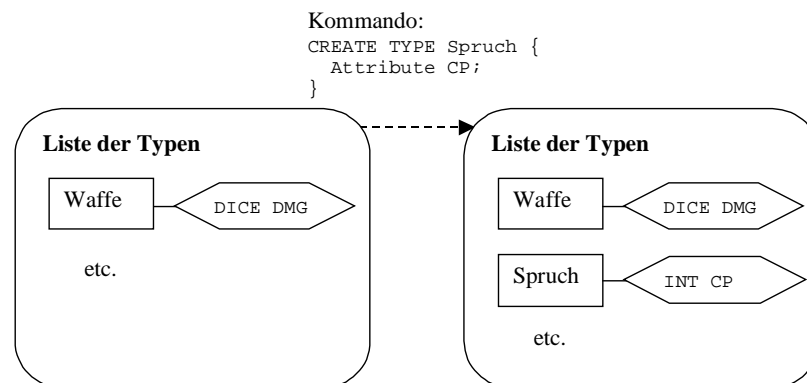 Kommando:
CREATE TYPE Spruch {
Attribute CP;
}
Liste der Typen
Waffe
DICE DMG
etc.
Liste der Typen
Waffe
DICE DMG
Spruch
INT CP
etc.